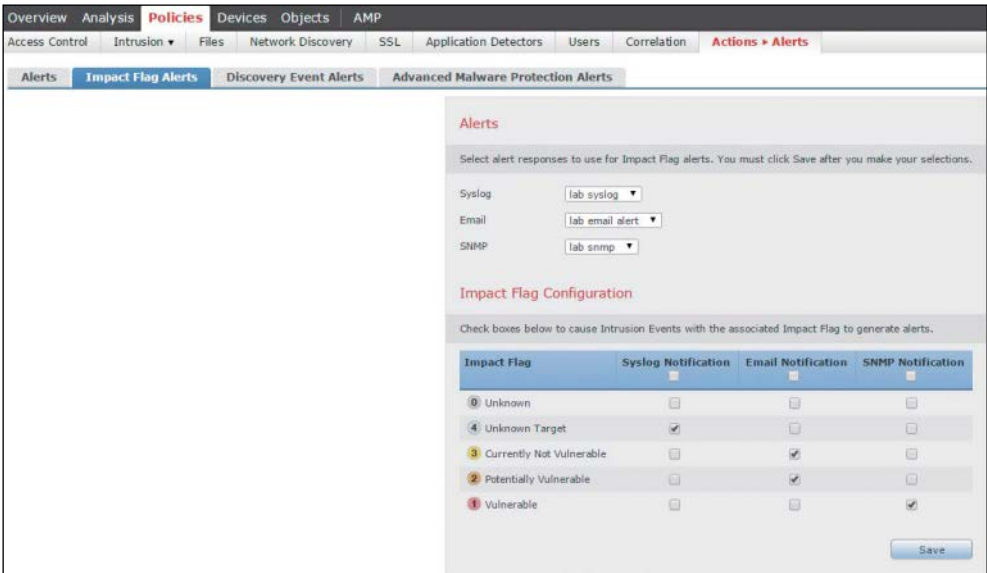 Overview Analysis Policies Devices Objects AMP
Access Control Intrusion ▾ Files Network Discovery SSL Application Detectors Users Correlation Actions ▸ Alerts
Alerts Impact Flag Alerts Discovery Event Alerts Advanced Malware Protection Alerts
Alerts
Select alert responses to use for Impact Flag alerts. You must click Save after you make your selections.
Syslog lab syslog ▼
Email lab email alert ▼
SNMP lab snmp ▼
Impact Flag Configuration
Check boxes below to cause Intrusion Events with the associated Impact Flag to generate alerts.
Impact Flag Syslog Notification Email Notification SNMP Notification
0 Unknown
4 Unknown Target
3 Currently Not Vulnerable
2 Potentially Vulnerable
1 Vulnerable
Save